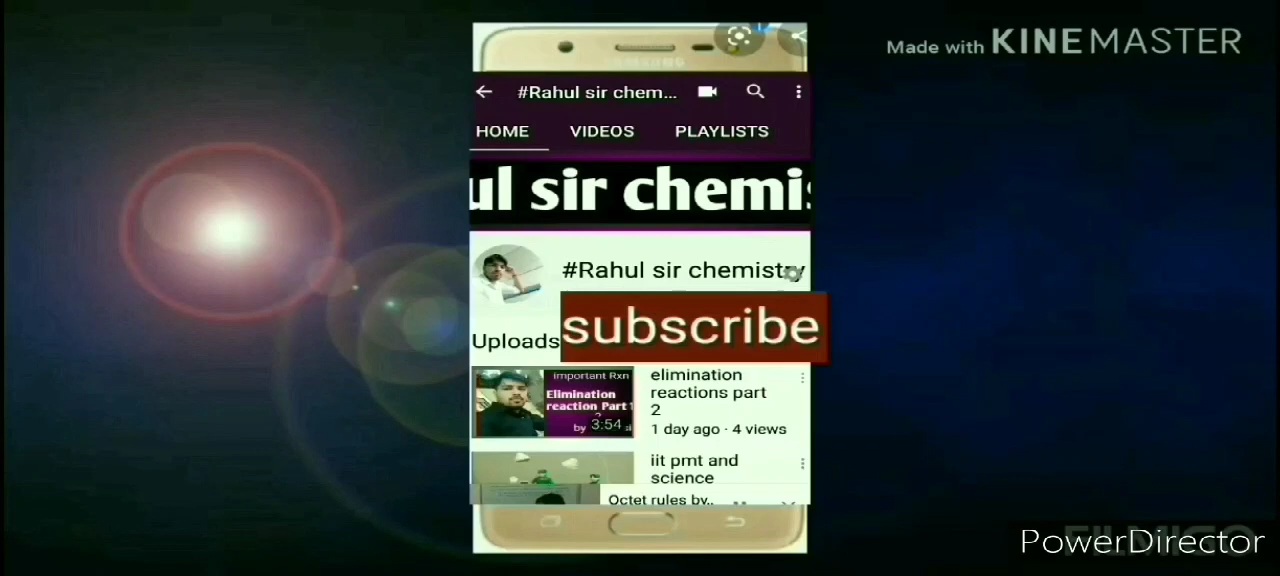 Made with KINEMASTER
SAMSUNG
#Rahul sir chem...
HOME VIDEOS PLAYLISTS
ul sir chemis
#Rahul sir chemistry
subscribe
Uploads
important Rxn
Elimination
reaction Part 1
by
3:54
elimination
reactions part
2
1 day ago · 4 views
iit pmt and
science
Octet rules by..
FILMIGO
PowerDirector